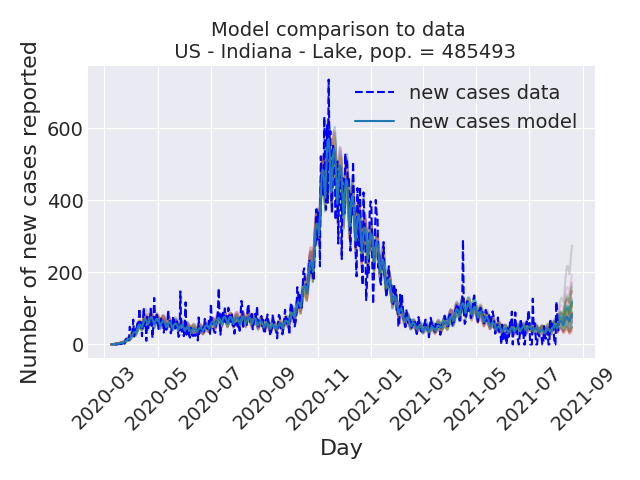 Model comparison to data
US - Indiana - Lake, pop. = 485493
Number of new cases reported
600
400
200
0
new cases data
new cases model
2020-03
2020-05
2020-07
2020-09
2020-11
2021-01
2021-03
2021-05
2021-07
2021-09
Day